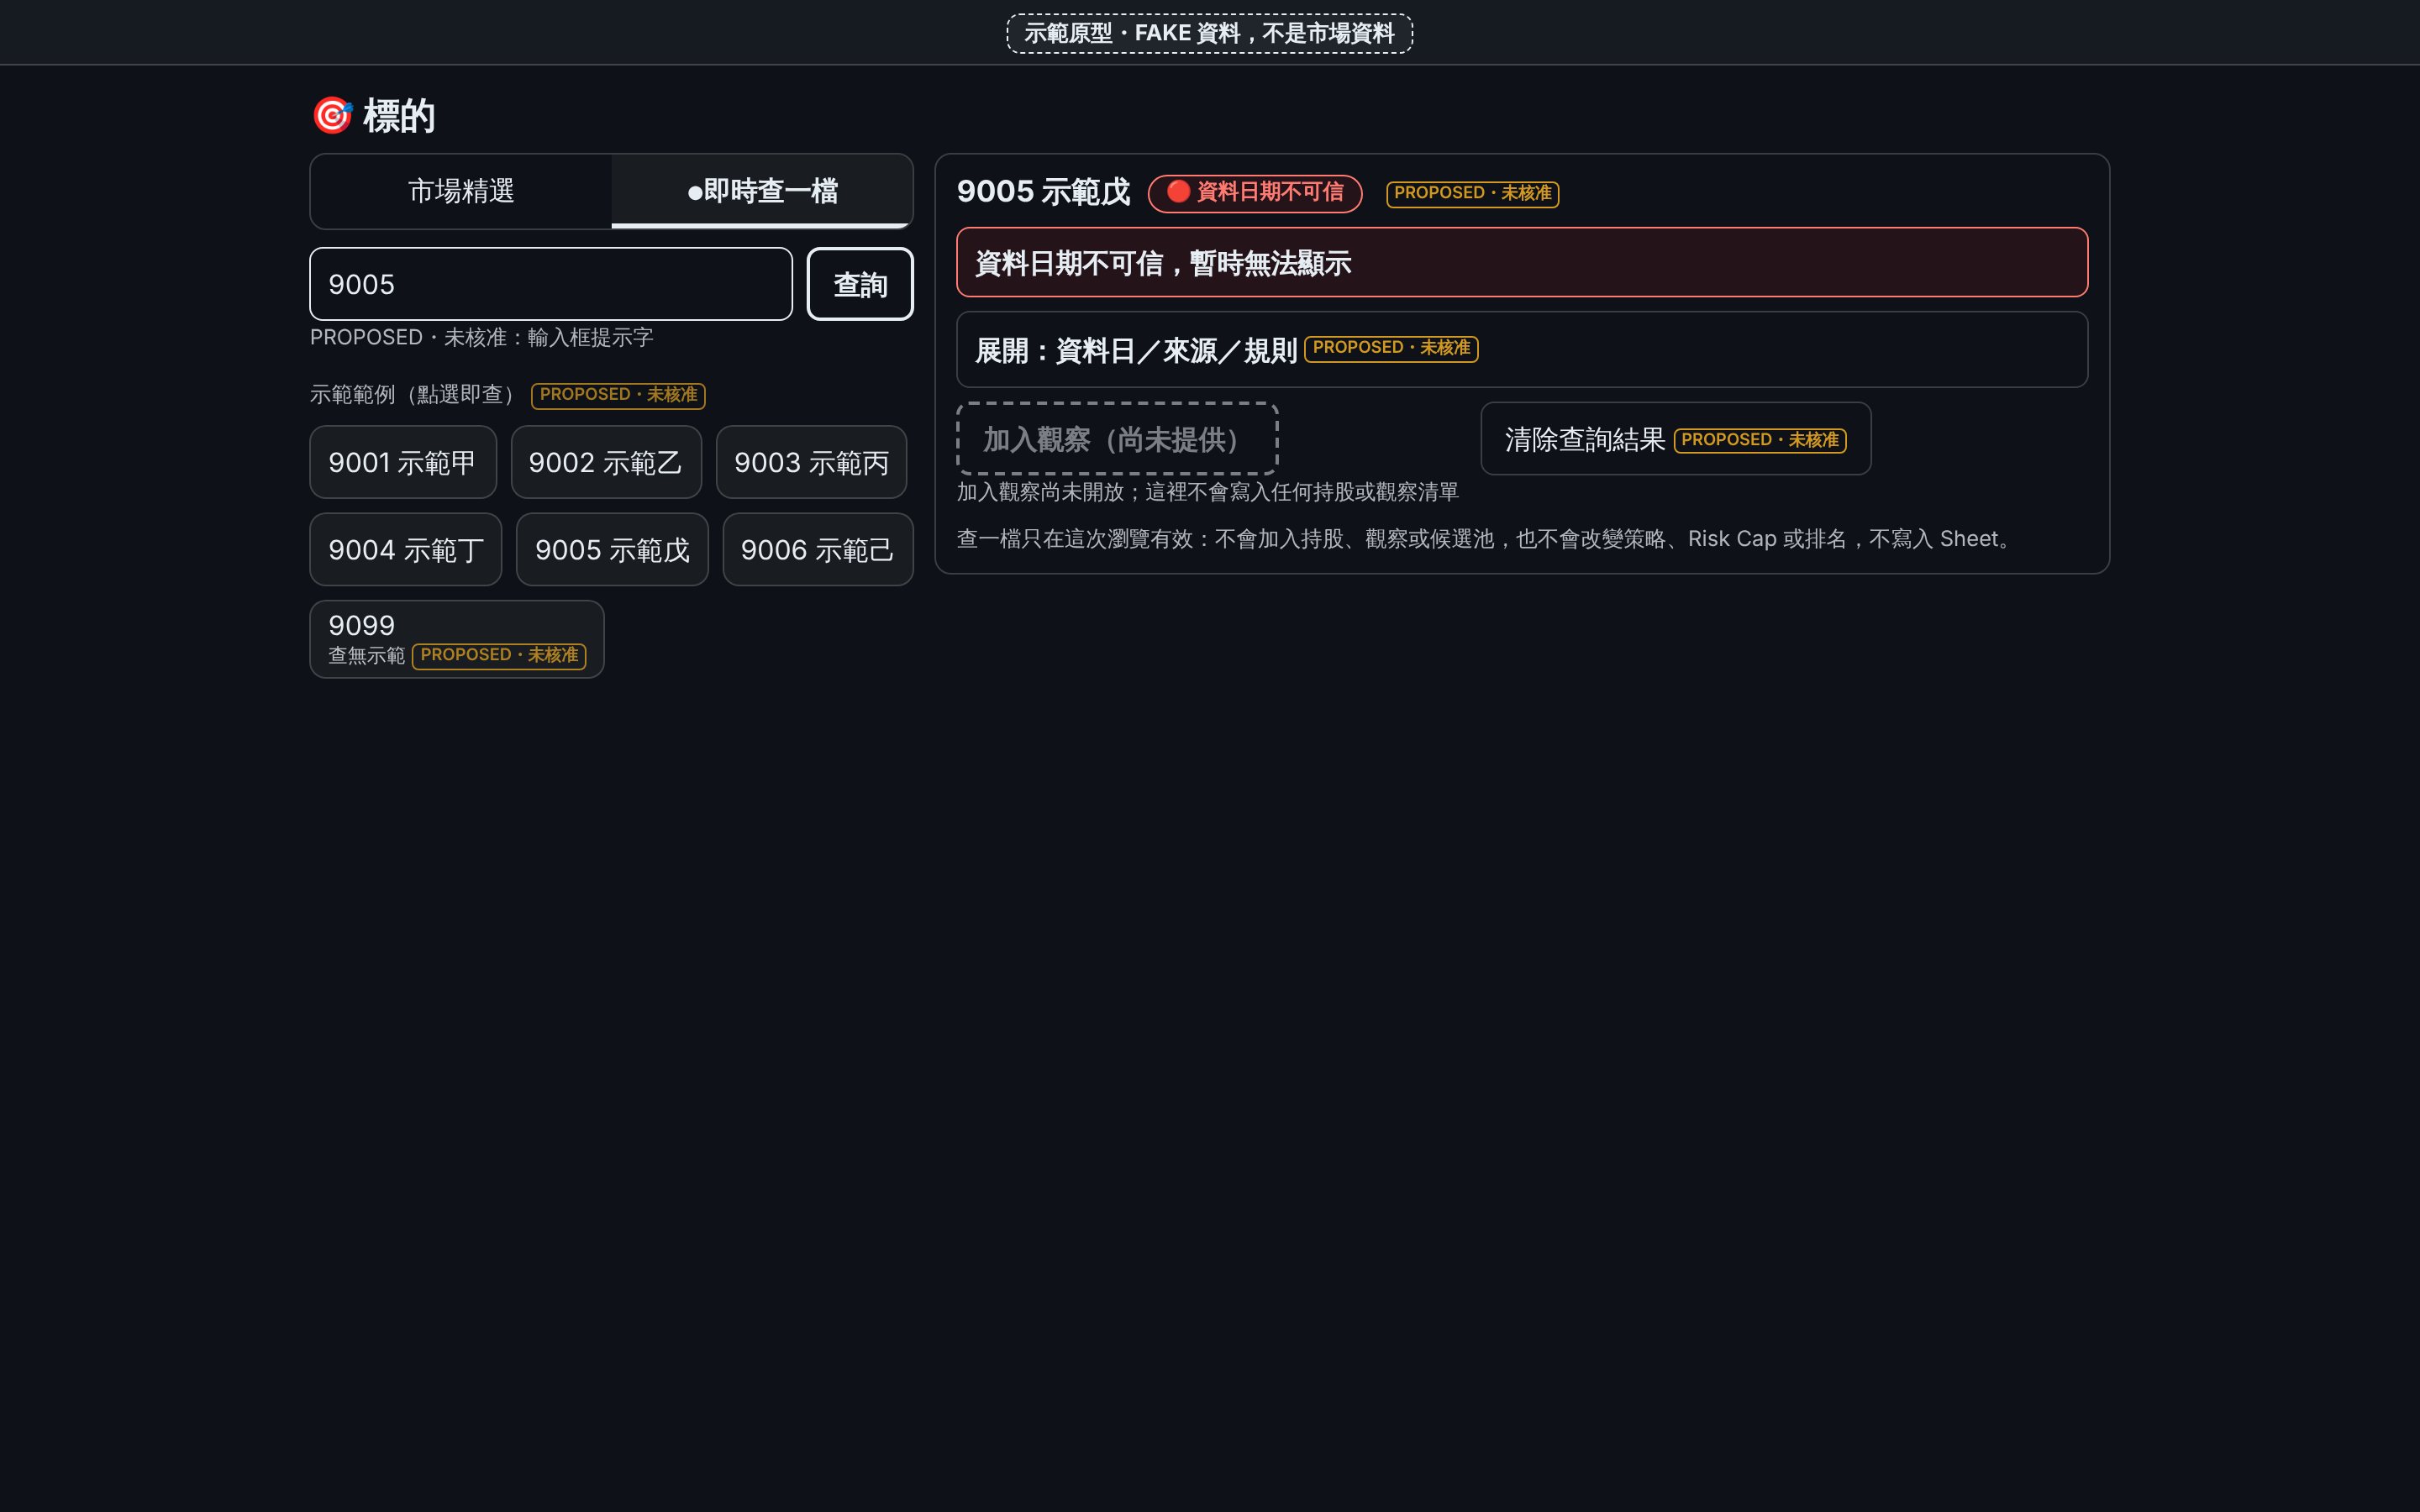 示範原型・FAKE 資料，不是市場資料
🎯 標的
市場精選
●即時查一檔
9005
查詢
PROPOSED・未核准：輸入框提示字
示範範例（點選即查） PROPOSED・未核准
9001 示範甲
9002 示範乙
9003 示範丙
9004 示範丁
9005 示範戊
9006 示範己
9099
查無示範 PROPOSED・未核准
9005 示範戊 🔴 資料日期不可信 PROPOSED・未核准
資料日期不可信，暫時無法顯示
展開：資料日／來源／規則 PROPOSED・未核准
加入觀察（尚未提供）
清除查詢結果 PROPOSED・未核准
加入觀察尚未開放；這裡不會寫入任何持股或觀察清單
查一檔只在這次瀏覽有效：不會加入持股、觀察或候選池，也不會改變策略、Risk Cap 或排名，不寫入 Sheet。